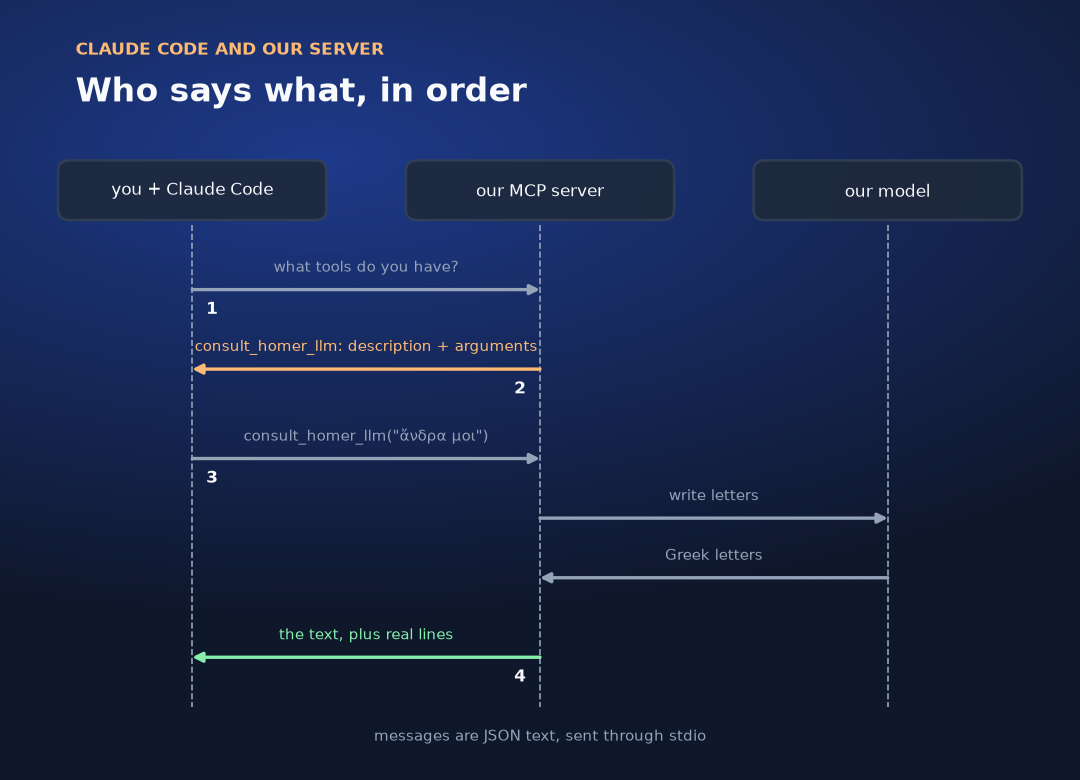 CLAUDE CODE AND OUR SERVER
Who says what, in order
you + Claude Code
our MCP server
our model
what tools do you have?
1
consult_homer_llm: description + arguments
2
consult_homer_llm("ἄνδρα μοι")
3
write letters
Greek letters
the text, plus real lines
4
messages are JSON text, sent through stdio